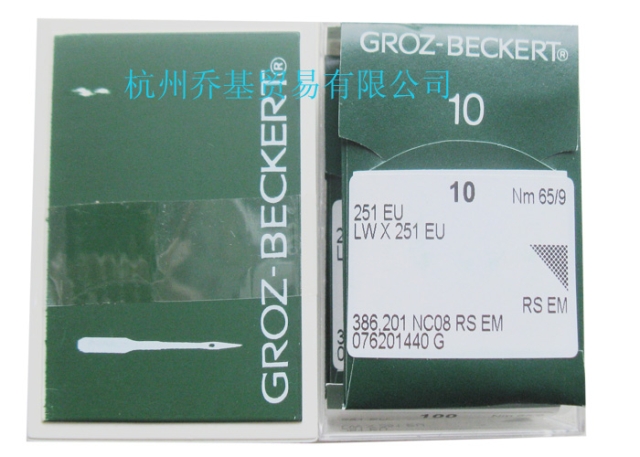 GROZ-BECKERT®
杭州乔基贸易有限公司
GROZ-BECKERT®
10
10 Nm 65/9
251 EU
LW X 251 EU
RS EM
386,201 NC08 RS EM
076201440 G
100